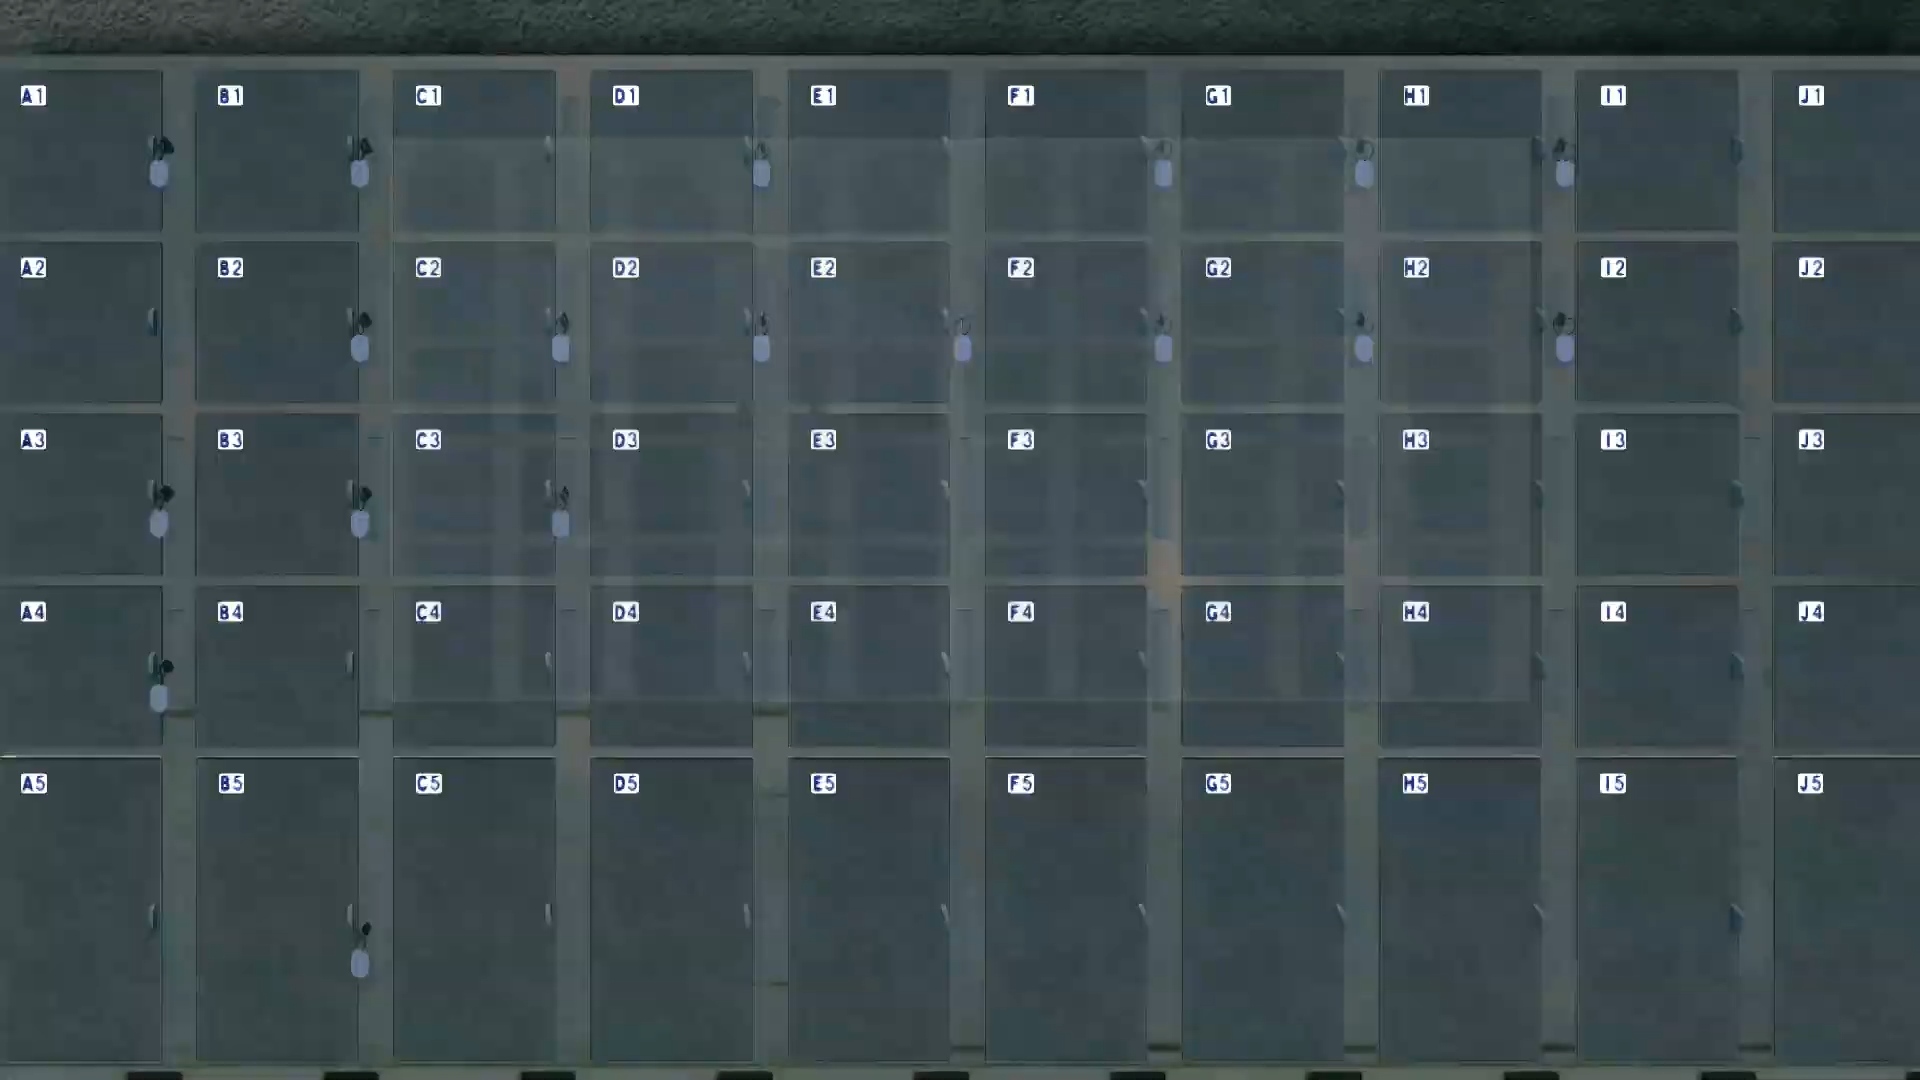 A1 B1 C1 D1 E1 F1 G1 H1 I1 J1
A2 B2 C2 D2 E2 F2 G2 H2 I2 J2
A3 B3 C3 D3 E3 F3 G3 H3 I3 J3
A4 B4 C4 D4 E4 F4 G4 H4 I4 J4
A5 B5 C5 D5 E5 F5 G5 H5 I5 J5